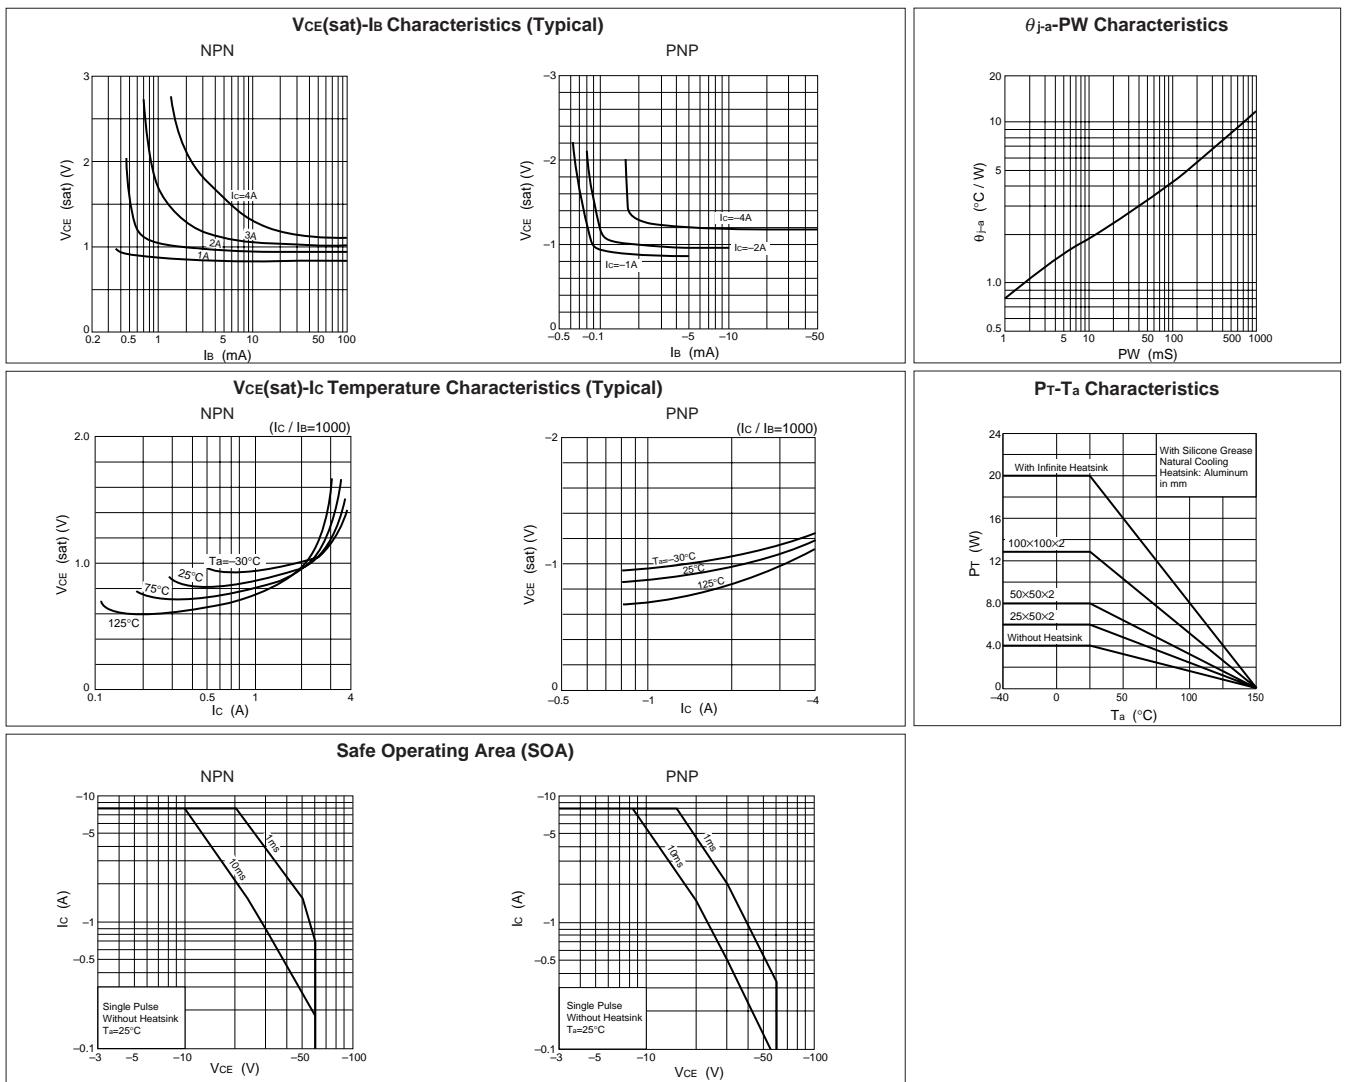 VCE(sat)-IB Characteristics (Typical)
NPN
3
2
1
0
0.2
0.5
1
5
10
50
100
VCE (sat) (V)
IB (mA)
IC=4A
3A
2A
1A
PNP
–3
–2
–1
0
–0.5
–0.1
–5
–10
–50
VCE (sat) (V)
IB (mA)
IC=–4A
IC=–2A
IC=–1A
θj-a-PW Characteristics
20
10
5
1.0
0.5
1
5
10
50
100
500
1000
θj–a (°C / W)
PW (mS)
VCE(sat)-IC Temperature Characteristics (Typical)
NPN
(IC / IB=1000)
2.0
1.0
0
0.1
0.5
1
4
VCE (sat) (V)
IC (A)
Ta=–30°C
25°C
75°C
125°C
PNP
(IC / IB=1000)
–2
–1
0
–0.5
–1
–4
VCE (sat) (V)
IC (A)
Ta=–30°C
25°C
125°C
PT-Ta Characteristics
24
20
16
12
8.0
4.0
0
–40
0
50
100
150
PT (W)
Ta (°C)
With Silicone Grease
Natural Cooling
Heatsink: Aluminum
in mm
With Infinite Heatsink
100×100×2
50×50×2
25×50×2
Without Heatsink
Safe Operating Area (SOA)
NPN
–10
–5
–1
–0.5
–0.1
–3
–5
–10
–50
–100
IC (A)
VCE (V)
1ms
10ms
Single Pulse
Without Heatsink
Ta=25°C
PNP
–10
–5
–1
–0.5
–0.1
–3
–5
–10
–50
–100
IC (A)
VCE (V)
1ms
10ms
Single Pulse
Without Heatsink
Ta=25°C